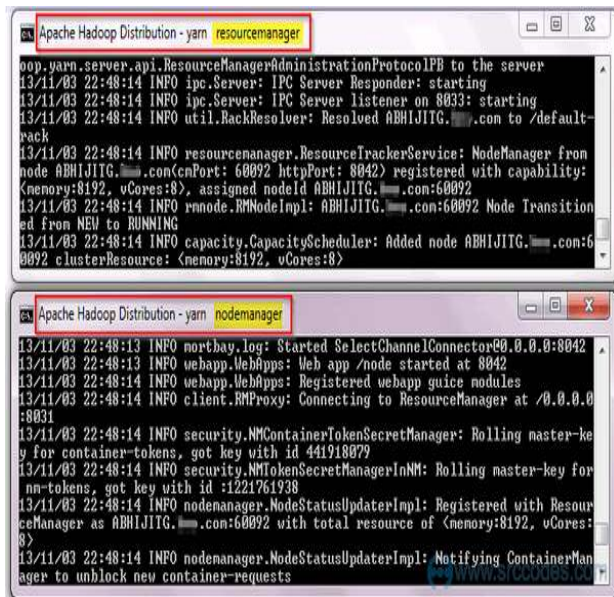 Apache Hadoop Distribution - yarn resourcemanager
oop.yarn.server.api.ResourceManagerAdministrationProtocolPB to the server
13/11/03 22:48:14 INFO ipc.Server: IPC Server Responder: starting
13/11/03 22:48:14 INFO ipc.Server: IPC Server listener on 8033: starting
13/11/03 22:48:14 INFO util.RackResolver: Resolved ABHIJITG. .com to /default-
rack
13/11/03 22:48:14 INFO resourcemanager.ResourceTrackerService: NodeManager from
node ABHIJITG. .com(cmPort: 60092 httpPort: 8042) registered with capability:
<memory:8192, vCores:8>, assigned nodeId ABHIJITG. .com:60092
13/11/03 22:48:14 INFO rmnode.RMNodeImpl: ABHIJITG. .com:60092 Node Transition
ed from NEW to RUNNING
13/11/03 22:48:14 INFO capacity.CapacityScheduler: Added node ABHIJITG. .com:6
0092 clusterResource: <memory:8192, vCores:8>
Apache Hadoop Distribution - yarn nodemanager
13/11/03 22:48:13 INFO mortbay.log: Started SelectChannelConnector@0.0.0.0:8042
13/11/03 22:48:13 INFO webapp.WebApps: Web app /node started at 8042
13/11/03 22:48:14 INFO webapp.WebApps: Registered webapp guice modules
13/11/03 22:48:14 INFO client.RMProxy: Connecting to ResourceManager at /0.0.0.0
:8031
13/11/03 22:48:14 INFO security.NMContainerTokenSecretManager: Rolling master-ke
y for container-tokens, got key with id 441918079
13/11/03 22:48:14 INFO security.NMTokenSecretManagerInNM: Rolling master-key for
nm-tokens, got key with id :1221761938
13/11/03 22:48:14 INFO nodemanager.NodeStatusUpdaterImpl: Registered with Resour
ceManager as ABHIJITG. .com:60092 with total resource of <memory:8192, vCores:
8>
13/11/03 22:48:14 INFO nodemanager.NodeStatusUpdaterImpl: Notifying ContainerMan
ager to unblock new container-requests
www.srccodes.com